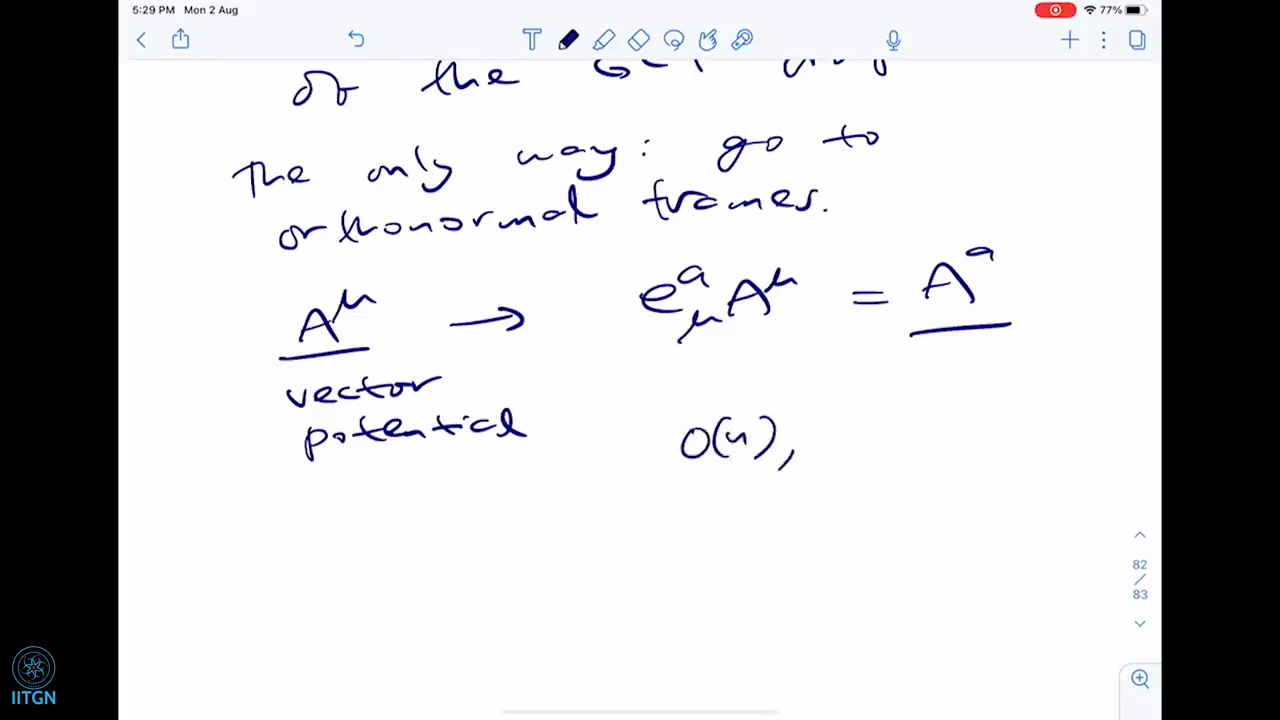 5:29 PM Mon 2 Aug
77%
of the
The only way: go to
orthonormal frames.
A^μ → e^a_μ A^μ = A^a
vector
potential
O(n),
82
/
83
IITGN